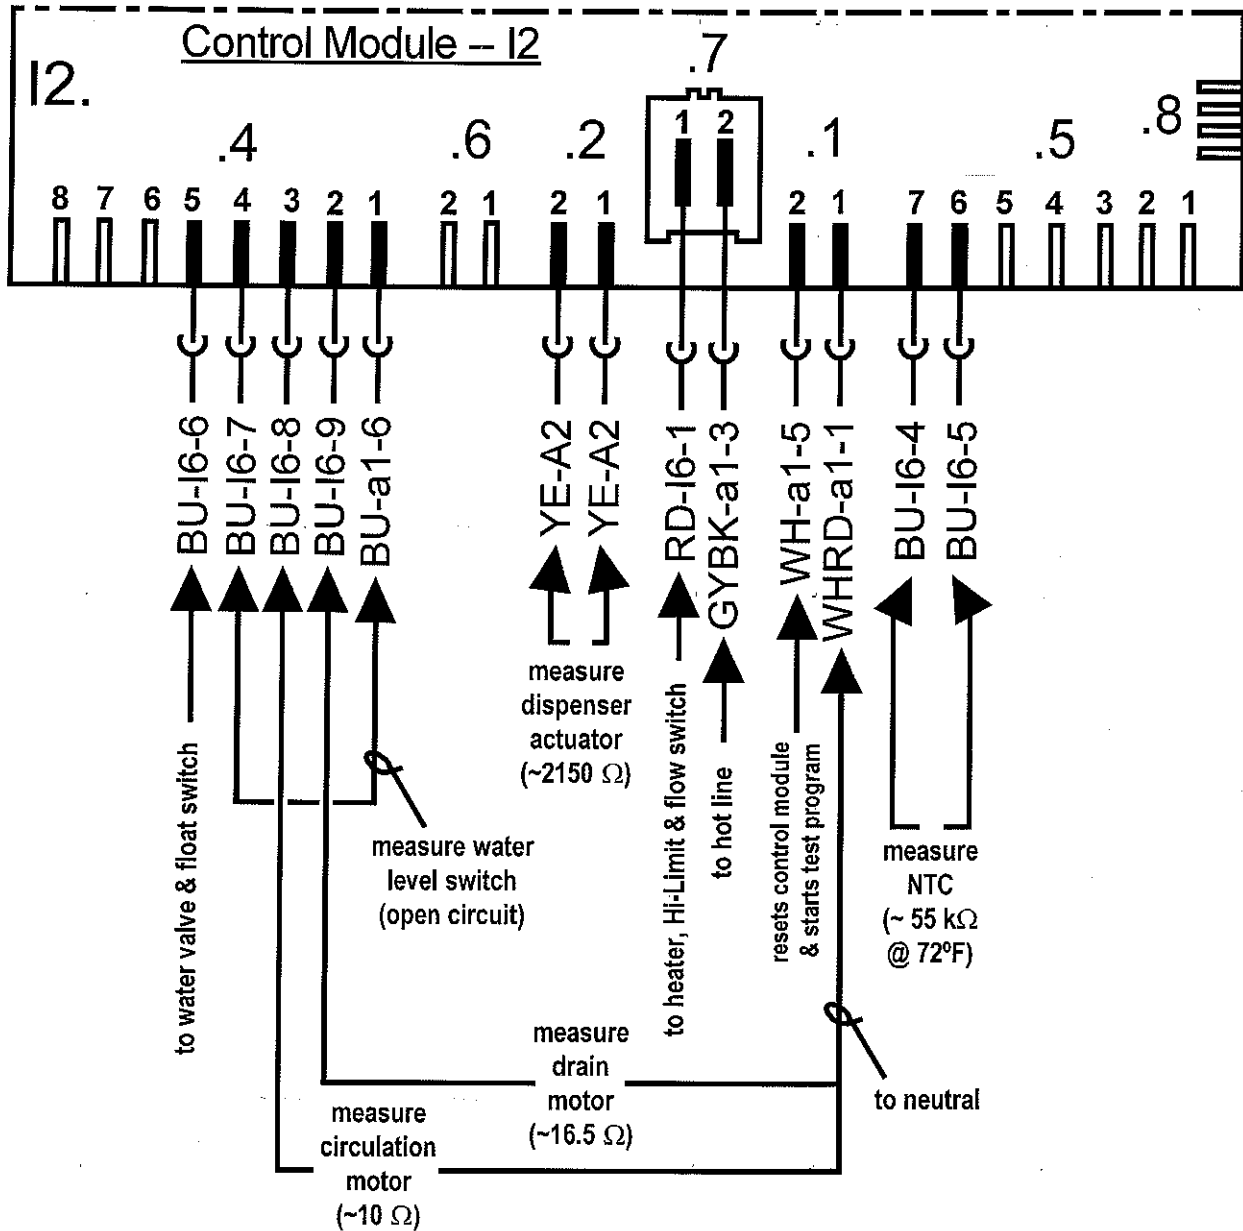 Control Module -- I2
I2.
.7
.8
.4
.6
.2
.1
.5
1 2
8 7 6 5 4 3 2 1
2 1
2 1
2 1
7 6 5 4 3 2 1
BU-I6-6
BU-I6-7
BU-I6-8
BU-I6-9
BU-a1-6
YE-A2
YE-A2
RD-I6-1
GYBK-a1-3
WH-a1-5
WHRD-a1-1
BU-I6-4
BU-I6-5
to water valve & float switch
measure water
level switch
(open circuit)
measure
dispenser
actuator
(~2150 Ω)
to heater, Hi-Limit & flow switch
to hot line
resets control module
& starts test program
measure
NTC
(~ 55 kΩ
@ 72ºF)
measure
drain
motor
(~16.5 Ω)
to neutral
measure
circulation
motor
(~10 Ω)